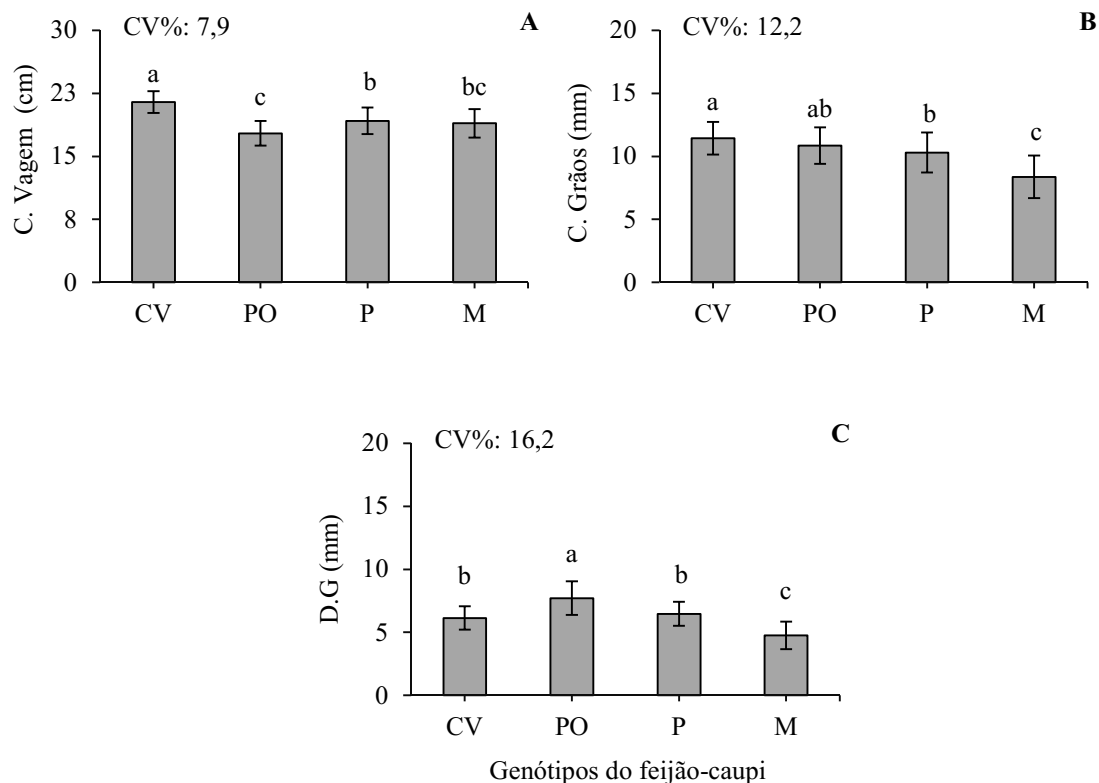 CV%: 7,9
A
C. Vagem (cm)
30
23
15
8
0
a
c
b
bc
CV
PO
P
M
CV%: 12,2
B
C. Grãos (mm)
20
15
10
5
0
a
ab
b
c
CV
PO
P
M
CV%: 16,2
C
D.G (mm)
20
15
10
5
0
b
a
b
c
CV
PO
P
M
Genótipos do feijão-caupi